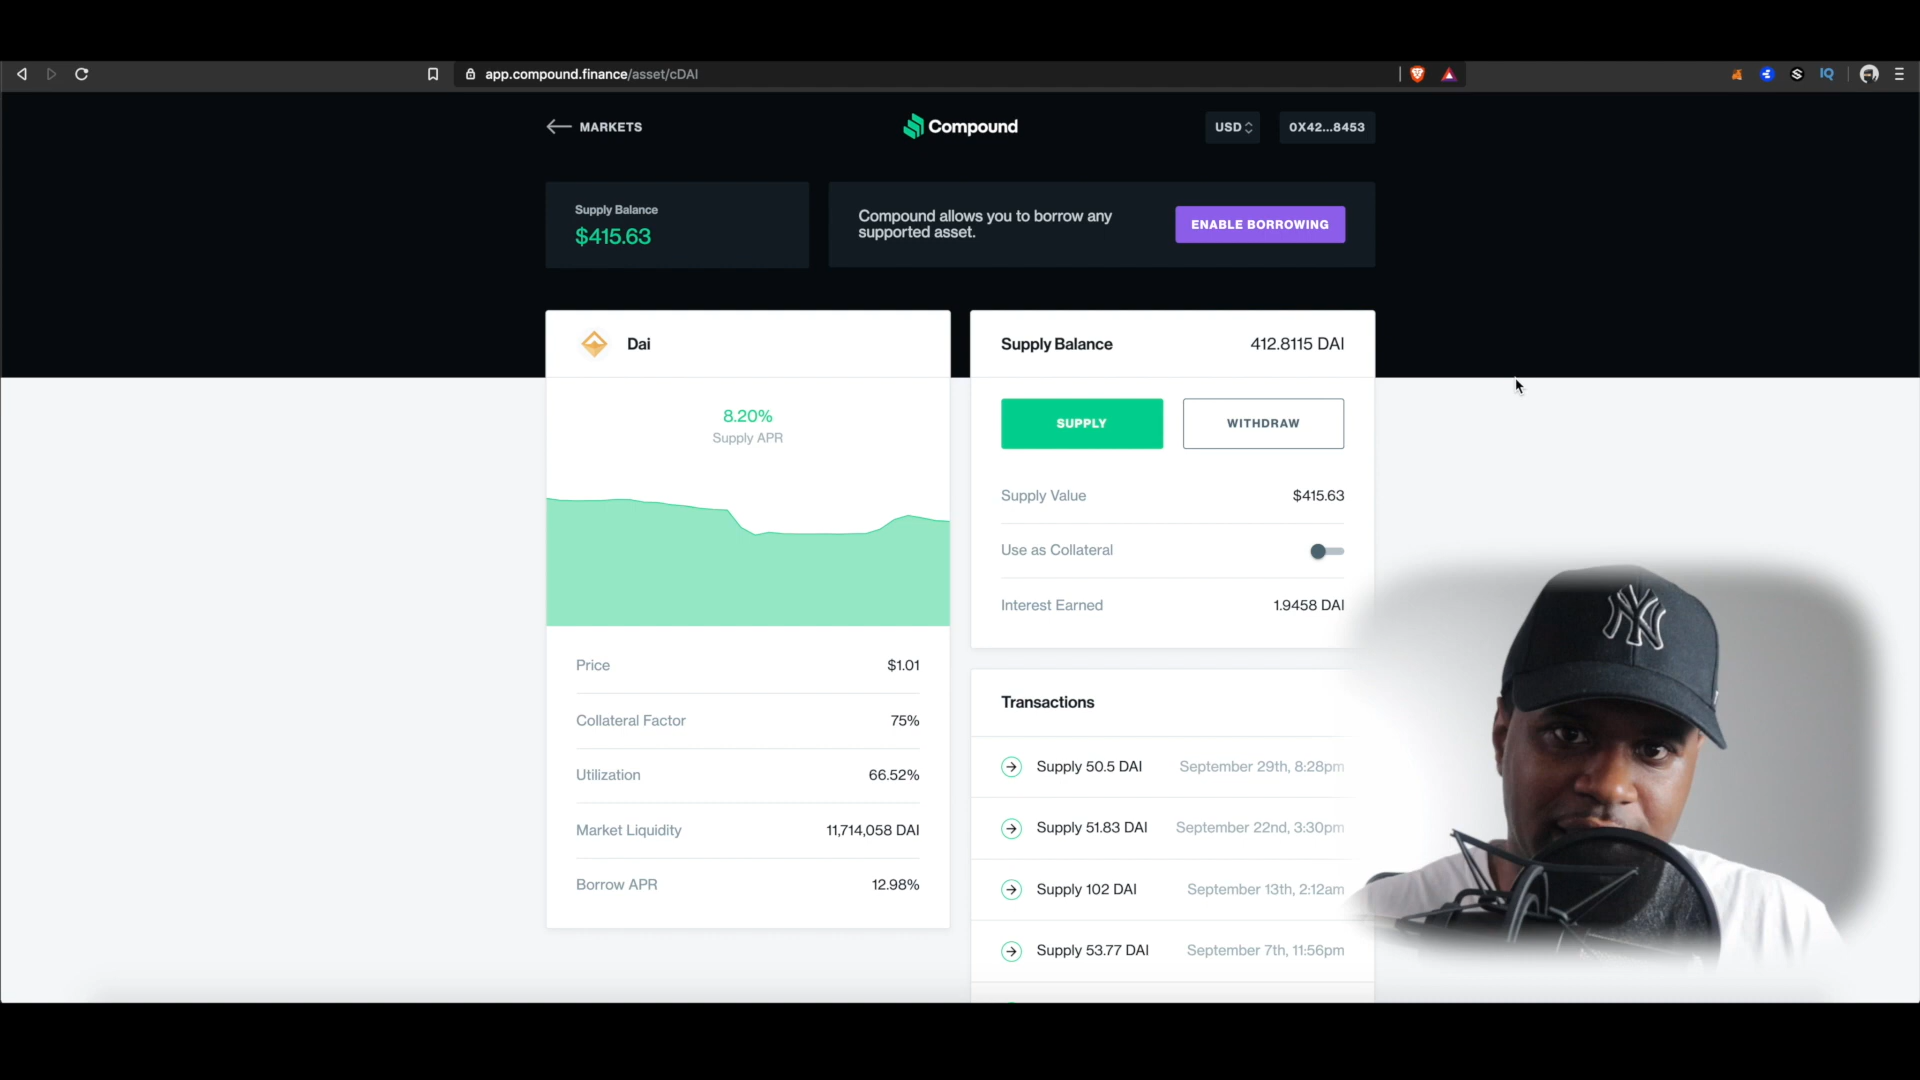 app.compound.finance/asset/cDAI
IQ
MARKETS
Compound
USD
0X42...8453
Supply Balance
$415.63
Compound allows you to borrow any
supported asset.
ENABLE BORROWING
Dai
8.20%
Supply APR
Price $1.01
Collateral Factor 75%
Utilization 66.52%
Market Liquidity 11,714,058 DAI
Borrow APR 12.98%
Supply Balance 412.8115 DAI
SUPPLY
WITHDRAW
Supply Value $415.63
Use as Collateral
Interest Earned 1.9458 DAI
Transactions
Supply 50.5 DAI September 29th, 8:28pm
Supply 51.83 DAI September 22nd, 3:30pm
Supply 102 DAI September 13th, 2:12am
Supply 53.77 DAI September 7th, 11:56pm
NY